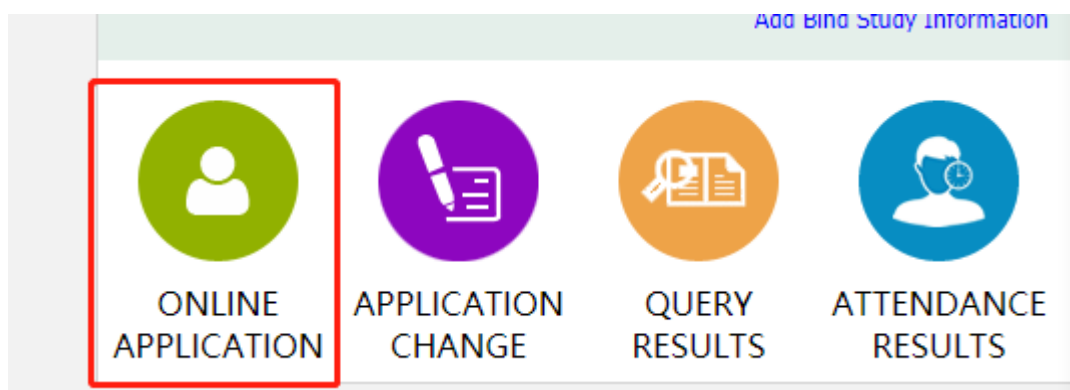 Add Bind Study Information
ONLINE
APPLICATION
APPLICATION
CHANGE
QUERY
RESULTS
ATTENDANCE
RESULTS